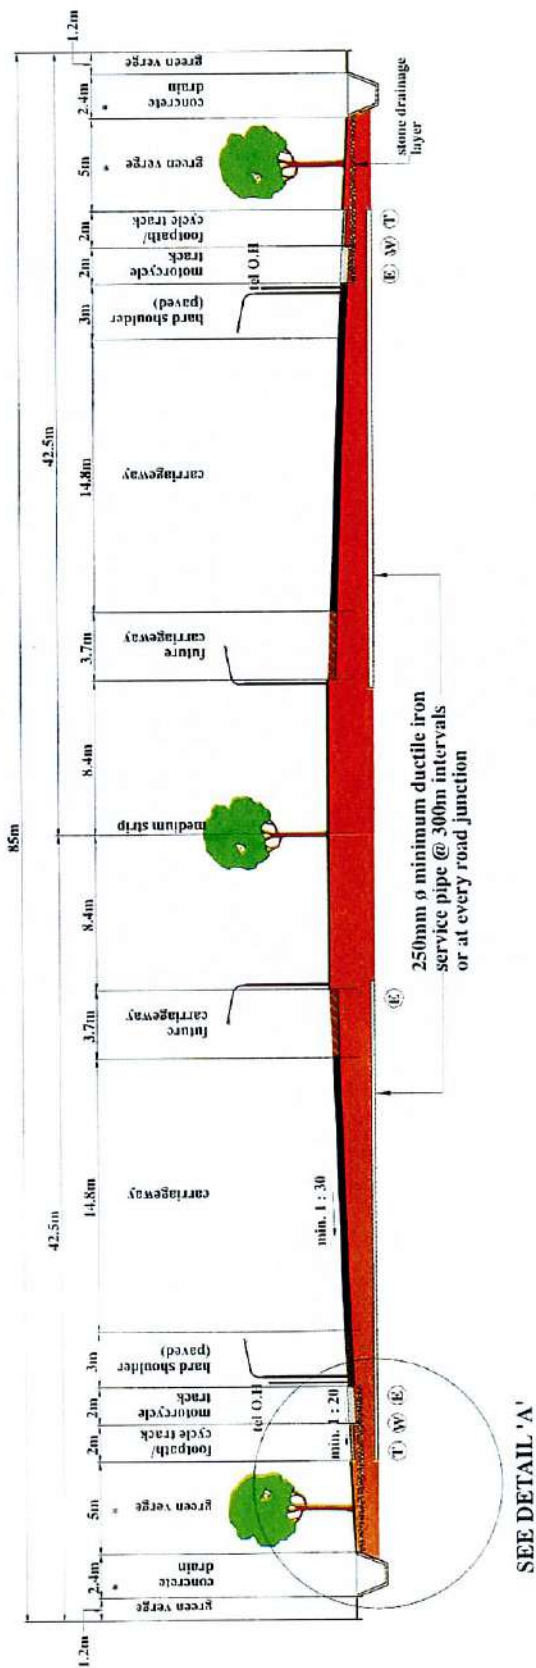 85m
42.5m
42.5m
1.2m
2.4m
5m
2m
2m
3m
14.8m
3.7m
8.4m
8.4m
3.7m
14.8m
3m
2m
2m
5m
2.4m
1.2m
green verge
concrete
drain
*
green verge
*
footpath/
cycle track
motorcycle
track
hard shoulder
(paved)
carriageway
future
carriageway
medium strip
future
carriageway
carriageway
hard shoulder
(paved)
motorcycle
track
footpath/
cycle track
green verge
*
concrete
drain
*
green verge
tel O.H
tel O.H
min. 1 : 20
min. 1 : 30
T W E
E
E W T
stone drainage
layer
250mm ø minimum ductile iron
service pipe @ 300m intervals
or at every road junction
SEE DETAIL 'A'